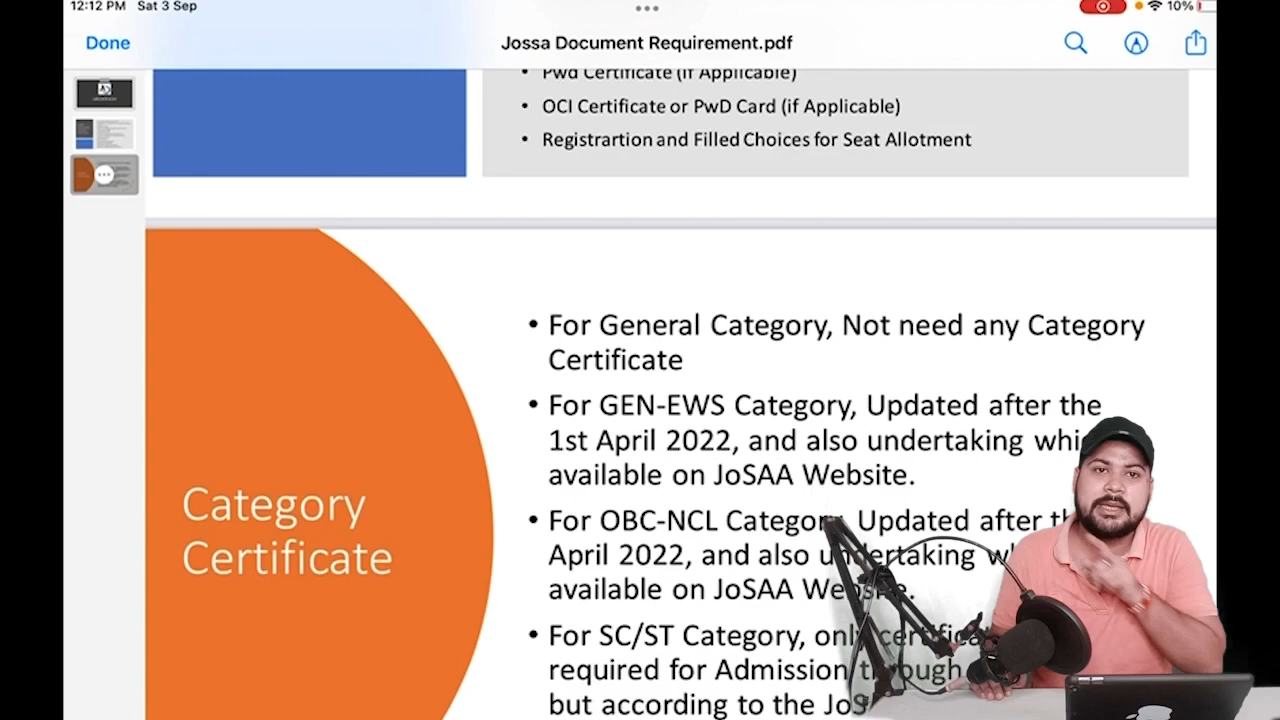 12:12 PM Sat 3 Sep
10%
Done
Jossa Document Requirement.pdf
• Pwd Certificate (if Applicable)
• OCI Certificate or PwD Card (if Applicable)
• Registrartion and Filled Choices for Seat Allotment
Category
Certificate
• For General Category, Not need any Category
Certificate
• For GEN-EWS Category, Updated after the
1st April 2022, and also undertaking
available on JoSAA Website.
• For OBC-NCL Category, Updated after
April 2022, and also undertaking
available on JoSAA Website.
• For SC/ST Category, only
required for Admission through
but according to the